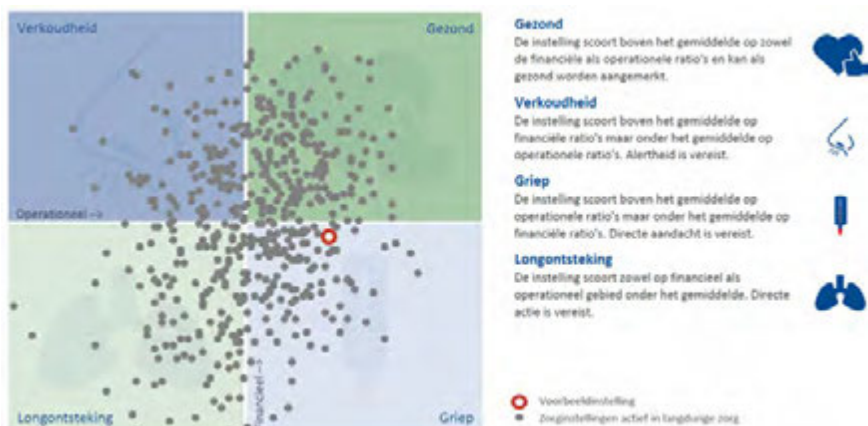 Verkoudheid
Gezond
Operationeel -->
Financieel -->
Longontsteking
Griep
Gezond
De instelling scoort boven het gemiddelde op zowel
de financiële als operationele ratio's en kan als
gezond worden aangemerkt.
Verkoudheid
De instelling scoort boven het gemiddelde op
financiële ratio's maar onder het gemiddelde op
operationele ratio's. Alertheid is vereist.
Griep
De instelling scoort boven het gemiddelde op
operationele ratio's maar onder het gemiddelde op
financiële ratio's. Directe aandacht is vereist.
Longontsteking
De instelling scoort zowel op financieel als
operationeel gebied onder het gemiddelde. Directe
actie is vereist.
Voorbeeldinstelling
Zorginstellingen actief in langdurige zorg